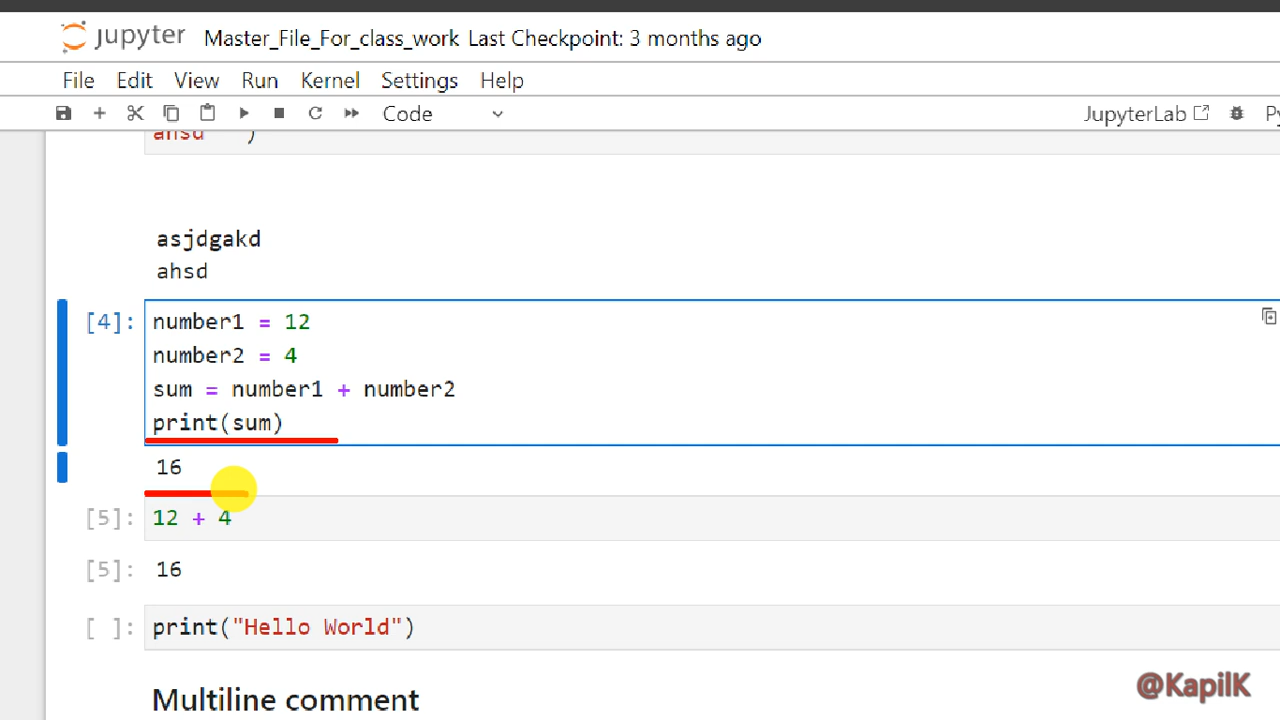 jupyter Master_File_For_class_work Last Checkpoint: 3 months ago
File Edit View Run Kernel Settings Help
Code JupyterLab
ahsd )
asjdgakd
ahsd
[4]: number1 = 12
number2 = 4
sum = number1 + number2
print(sum)
16
[5]: 12 + 4
[5]: 16
[ ]: print("Hello World")
Multiline comment
@KapilK